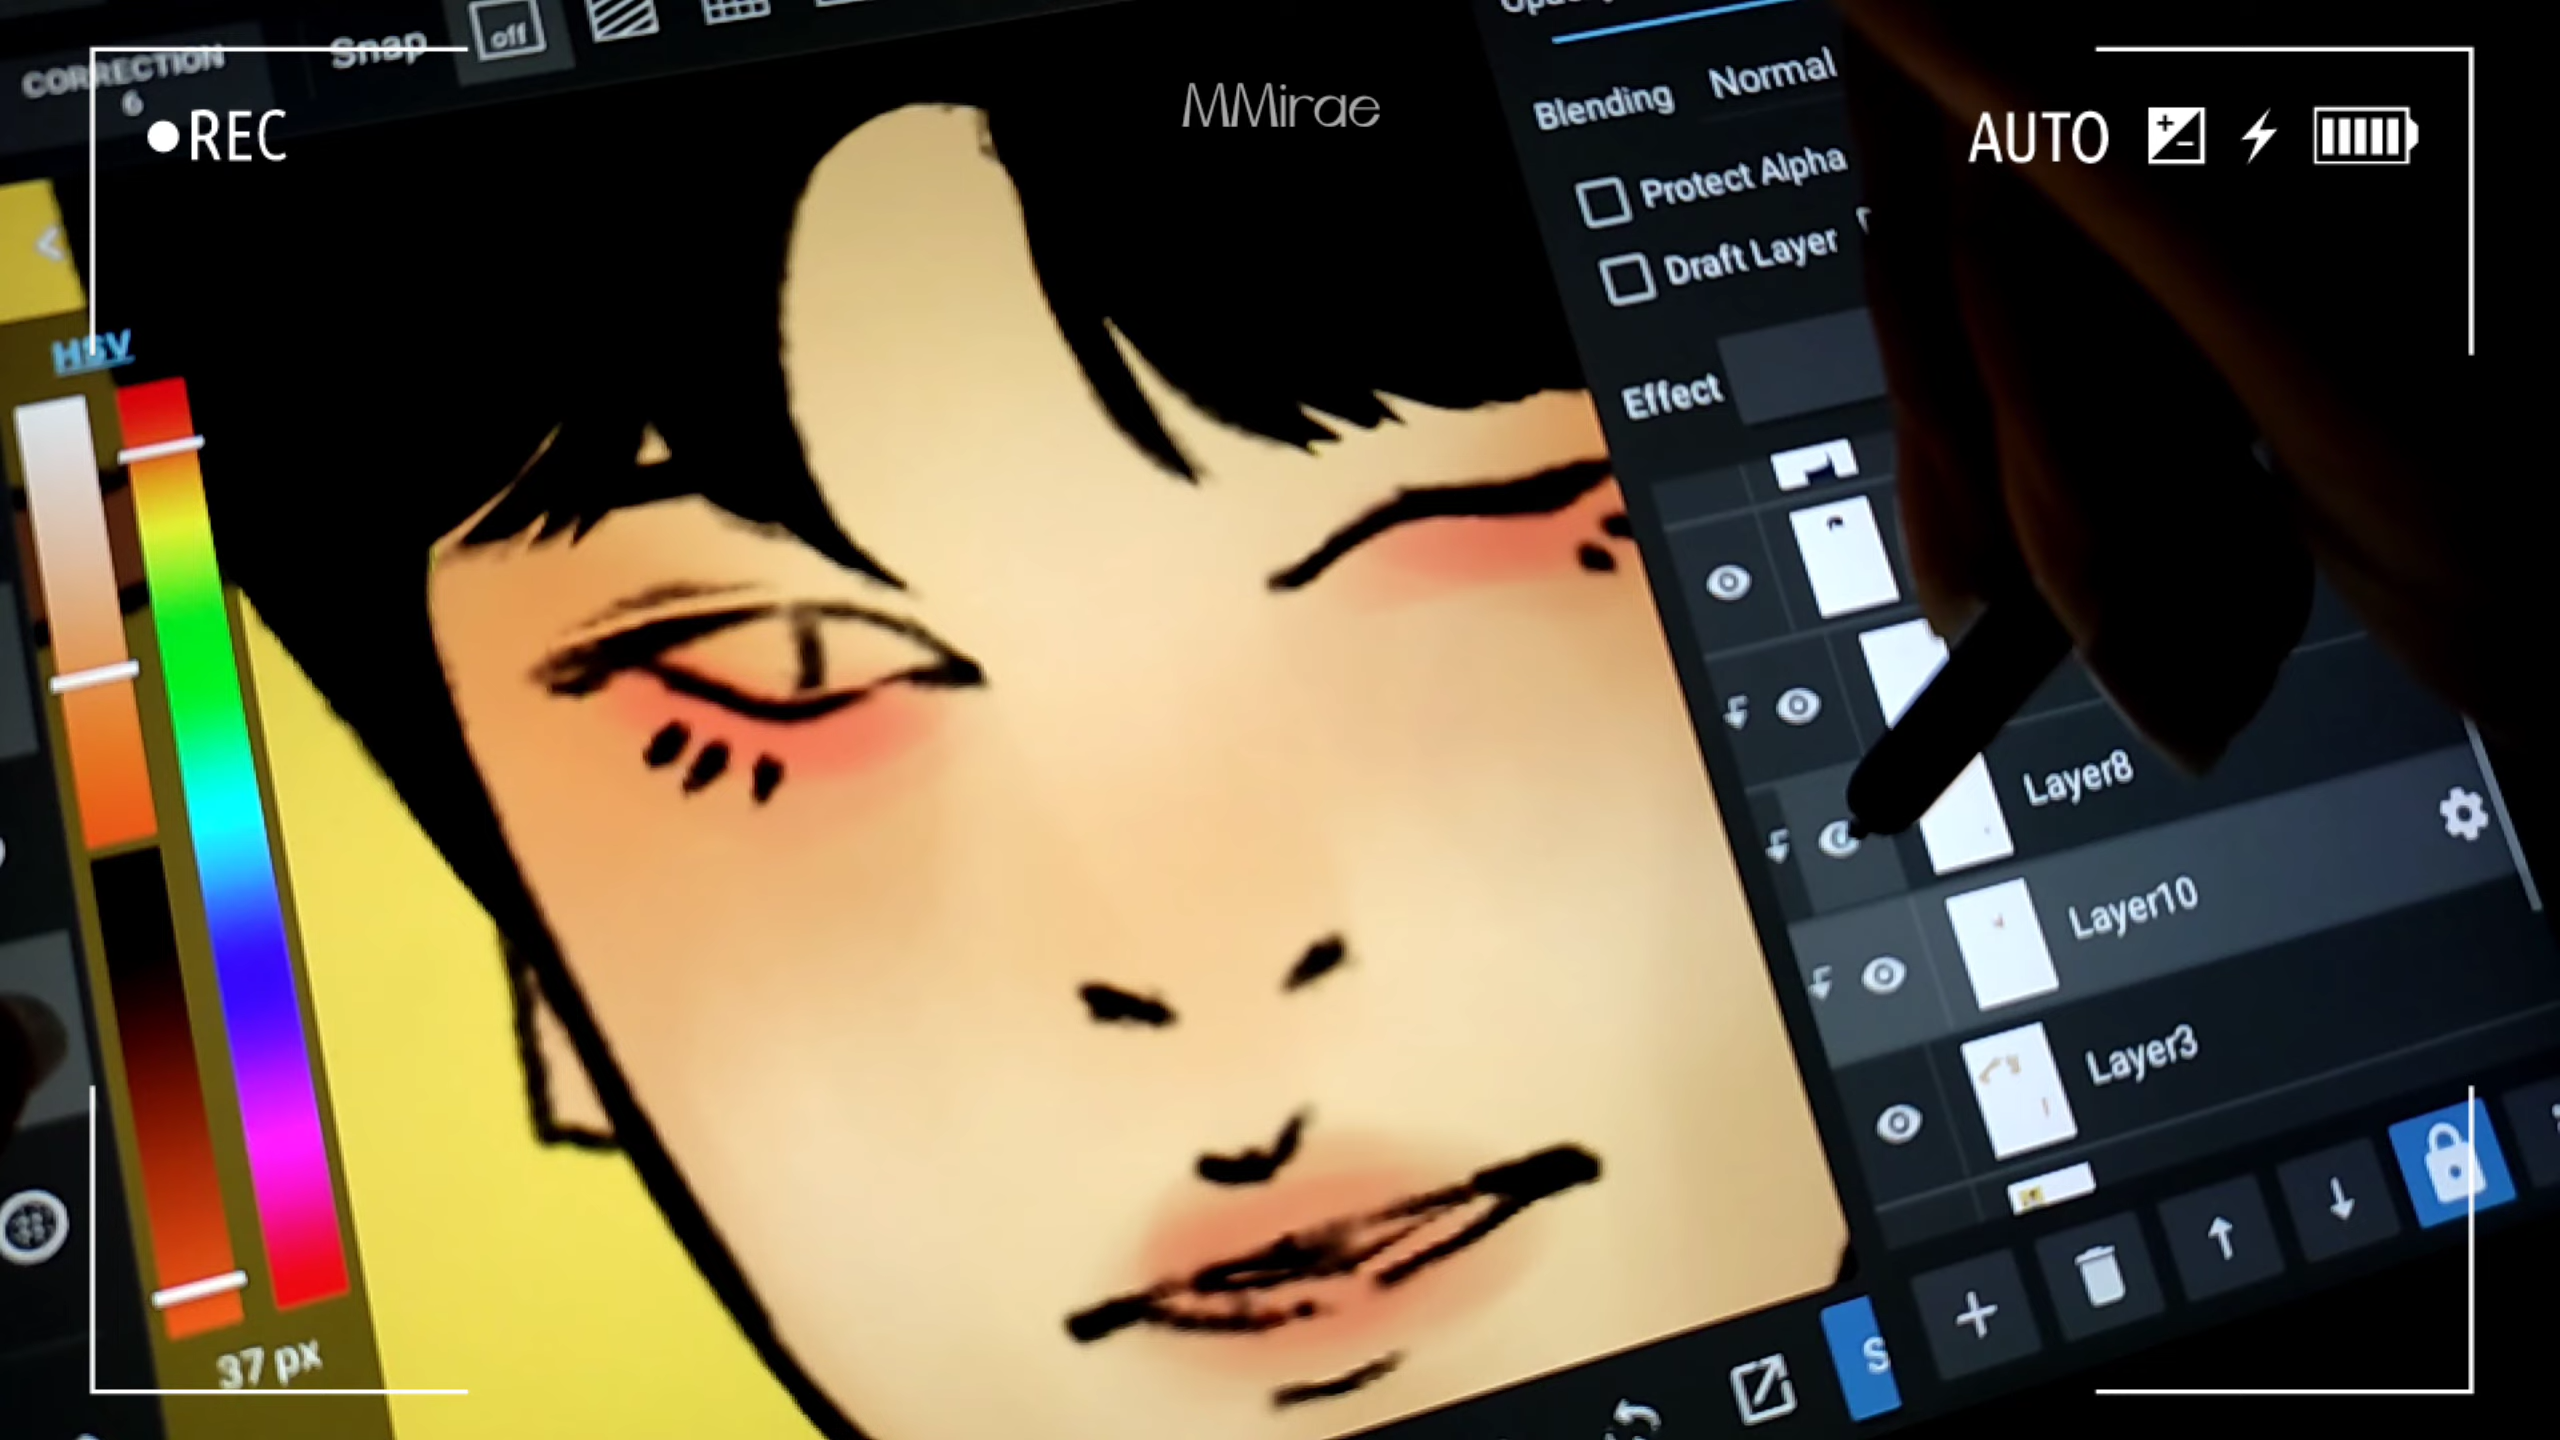 CORRECTION
6
Snap
off
MMirae
●REC
AUTO
Blending Normal
Protect Alpha
Draft Layer
HSV
Effect
Layer8
Layer10
Layer3
37 px
S